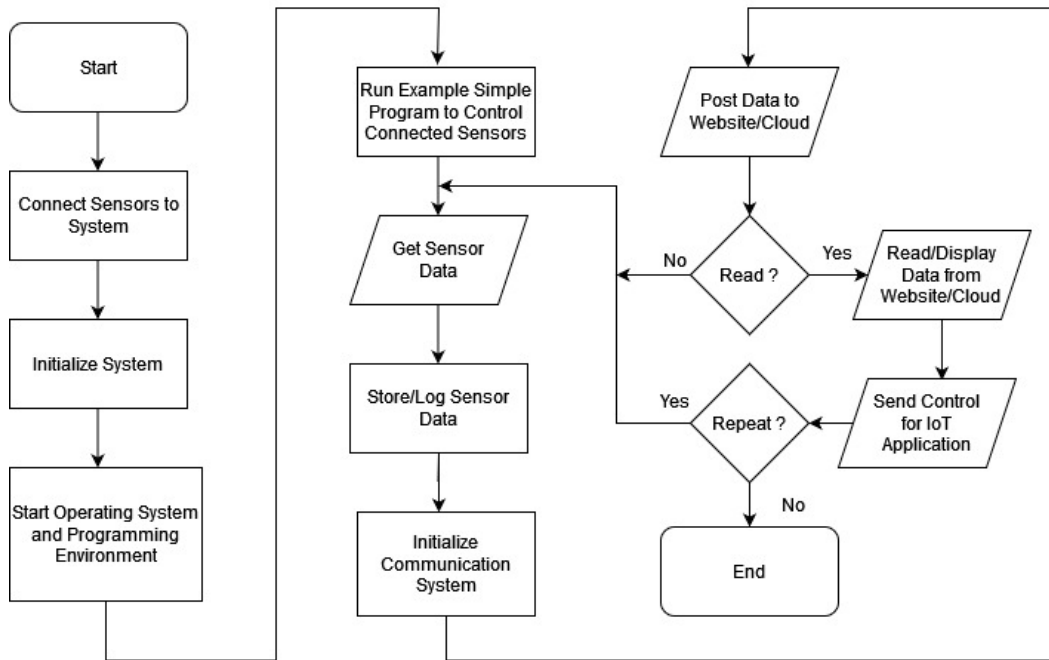 Start
Connect Sensors to
System
Initialize System
Start Operating System
and Programming
Environment
Run Example Simple
Program to Control
Connected Sensors
Get Sensor
Data
Store/Log Sensor
Data
Initialize
Communication
System
Post Data to
Website/Cloud
Read ?
No
Yes
Read/Display
Data from
Website/Cloud
Send Control
for IoT
Application
Repeat ?
Yes
No
End